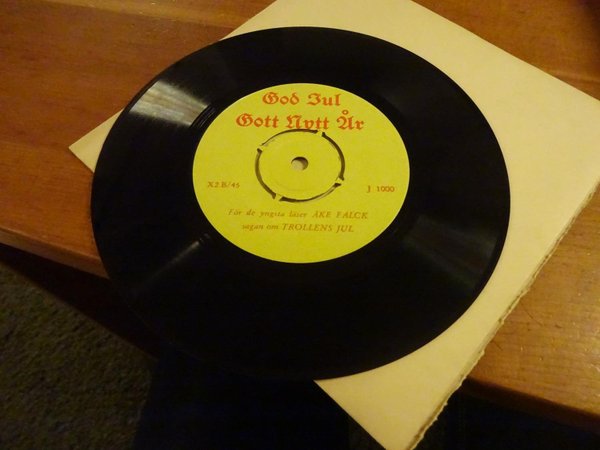 God Jul
Gott Nytt År
X2.B/45 J 1000
För de yngsta läser ÅKE FALCK
sagan om TROLLENS JUL